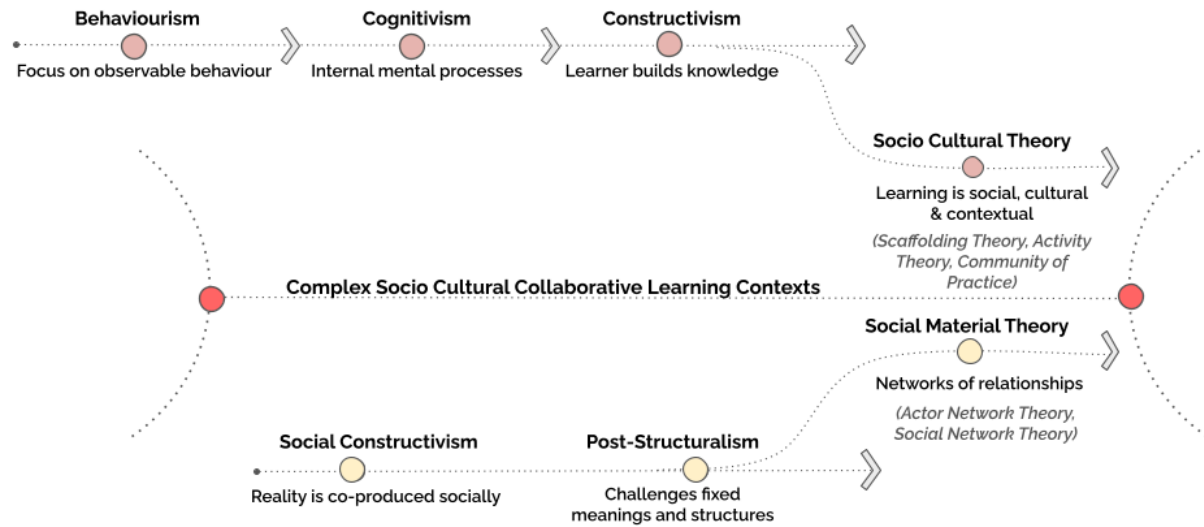 Behaviourism
Focus on observable behaviour
Cognitivism
Internal mental processes
Constructivism
Learner builds knowledge
Socio Cultural Theory
Learning is social, cultural
& contextual
(Scaffolding Theory, Activity
Theory, Community of
Practice)
Complex Socio Cultural Collaborative Learning Contexts
Social Material Theory
Networks of relationships
(Actor Network Theory,
Social Network Theory)
Social Constructivism
Reality is co-produced socially
Post-Structuralism
Challenges fixed
meanings and structures